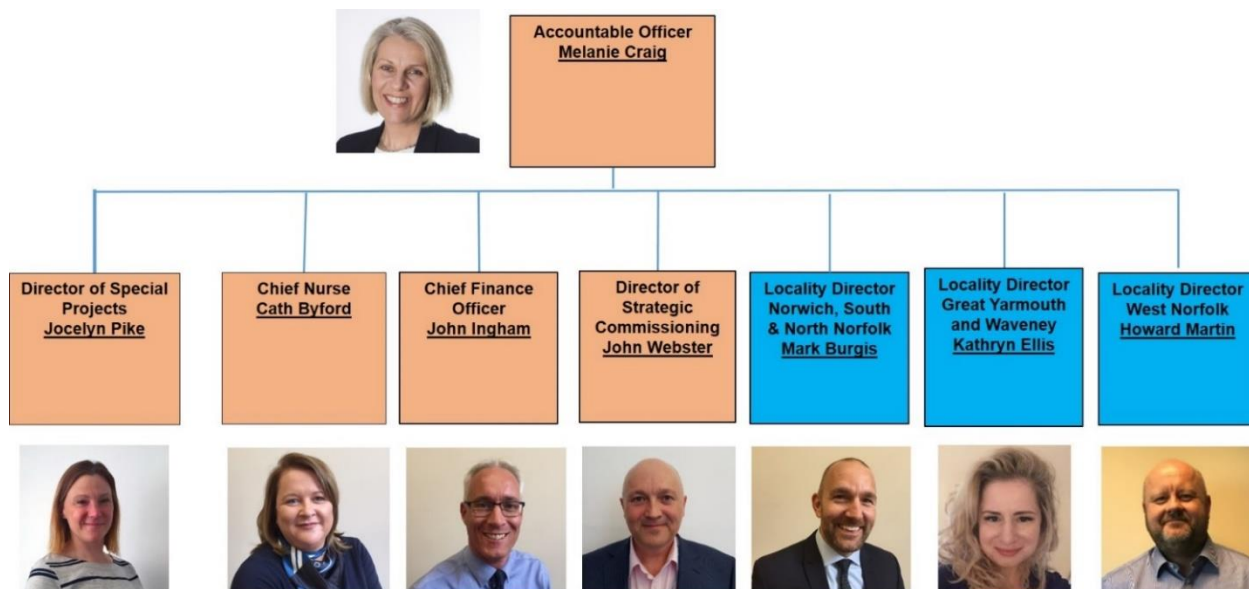 Accountable Officer
Melanie Craig
Director of Special
Projects
Jocelyn Pike
Chief Nurse
Cath Byford
Chief Finance
Officer
John Ingham
Director of
Strategic
Commissioning
John Webster
Locality Director
Norwich, South
& North Norfolk
Mark Burgis
Locality Director
Great Yarmouth
and Waveney
Kathryn Ellis
Locality Director
West Norfolk
Howard Martin